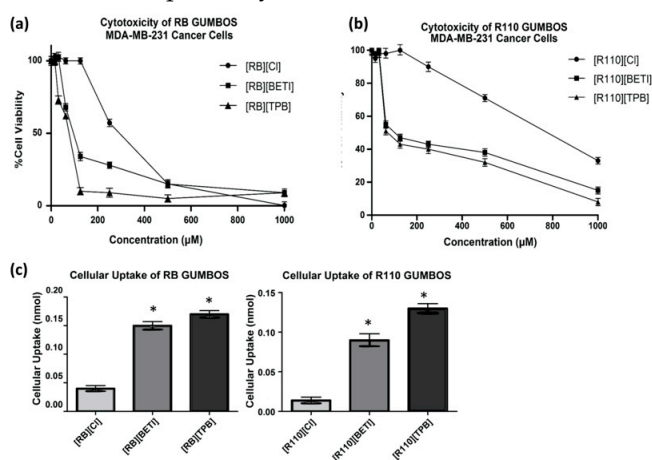 (a)
Cytotoxicity of RB GUMBOS
MDA-MB-231 Cancer Cells
100
50
0
%Cell Viability
0 200 400 600 800 1000
Concentration (µM)
[RB][Cl]
[RB][BETI]
[RB][TPB]
(b)
Cytotoxicity of R110 GUMBOS
MDA-MB-231 Cancer Cells
100
80
60
40
20
0
0 200 400 600 800 1000
Concentration (µM)
[R110][Cl]
[R110][BETI]
[R110][TPB]
(c)
Cellular Uptake of RB GUMBOS
Cellular Uptake (nmol)
0.20
0.15
0.10
0.05
0.00
* *
[RB][Cl] [RB][BETI] [RB][TPB]
Cellular Uptake of R110 GUMBOS
Cellular Uptake (nmol)
0.15
0.10
0.05
0.00
* *
[R110][Cl] [R110][BETI] [R110][TPB]